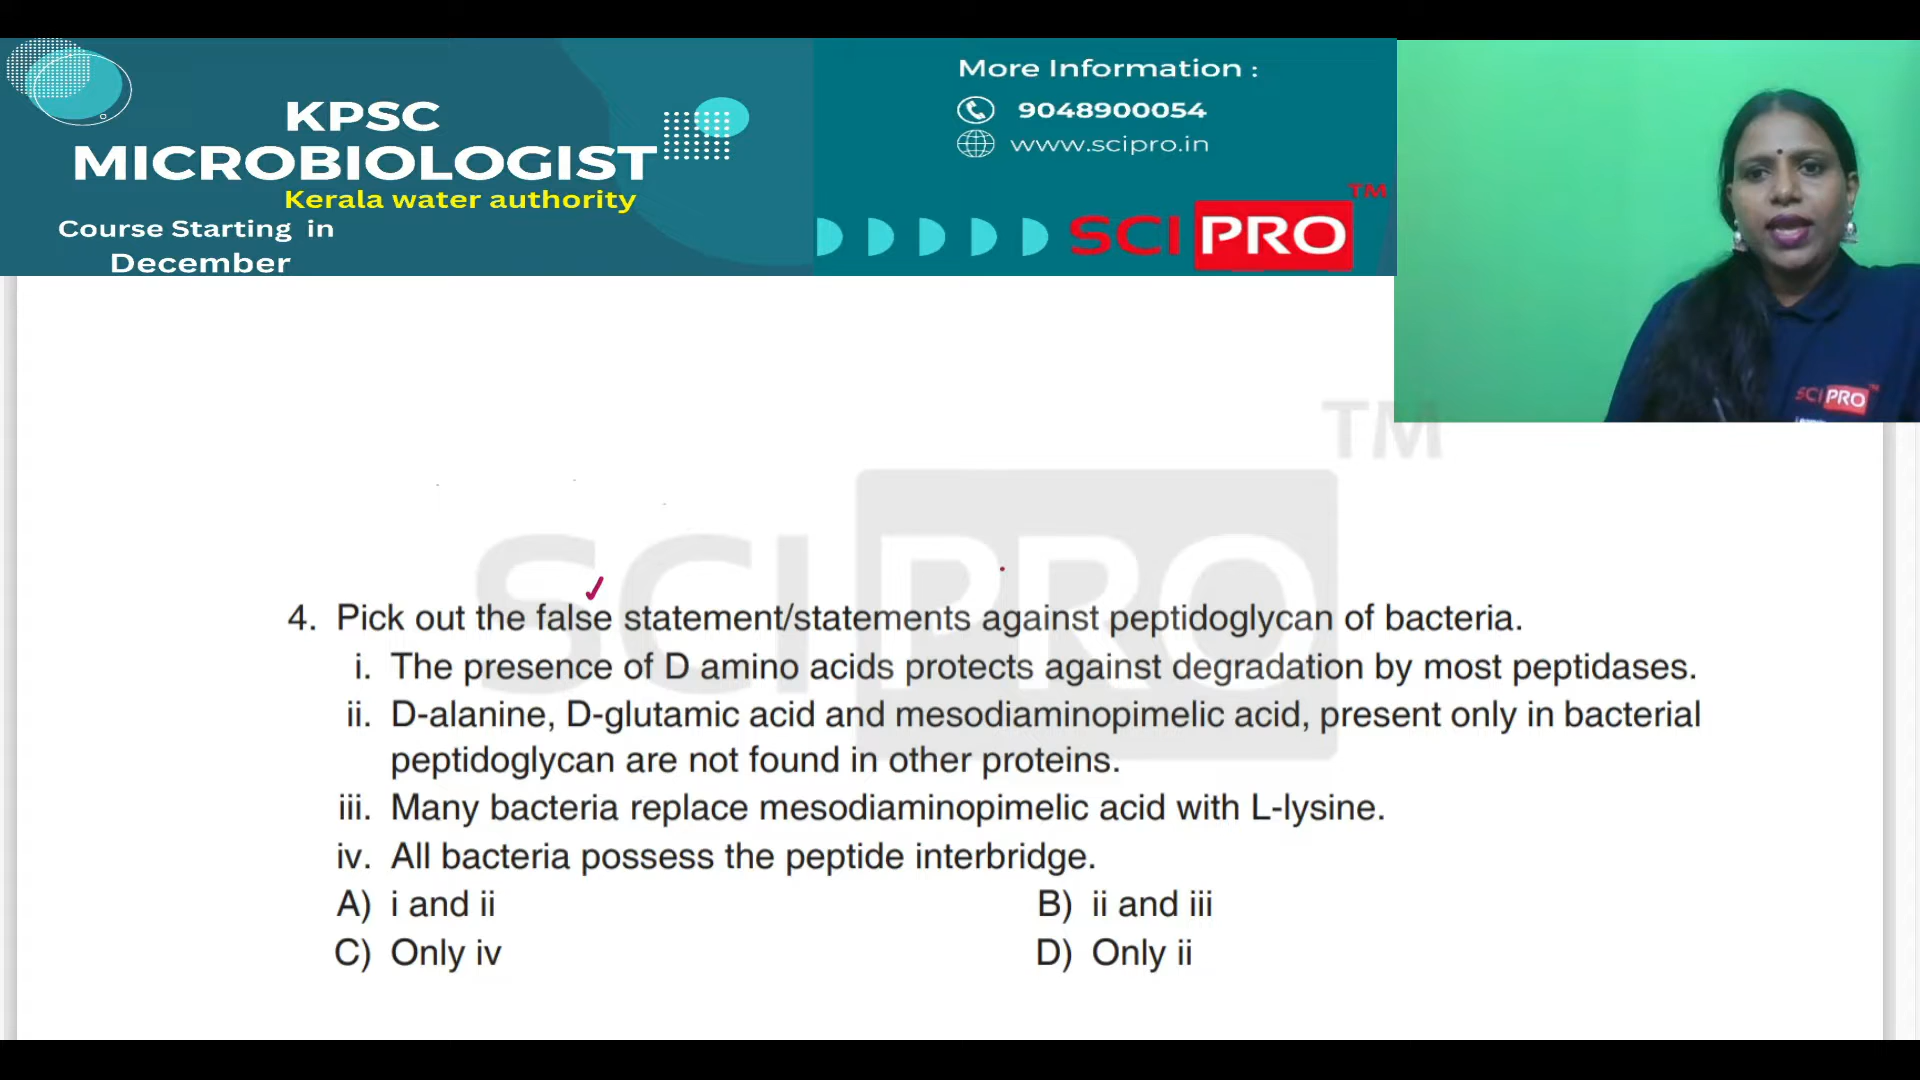 KPSC
MICROBIOLOGIST
Kerala water authority
Course Starting in
December
More Information :
9048900054
www.scipro.in
TM
SCIPRO
SCIPRO
TM
SCIPRO
4. Pick out the false statement/statements against peptidoglycan of bacteria.
i. The presence of D amino acids protects against degradation by most peptidases.
ii. D-alanine, D-glutamic acid and mesodiaminopimelic acid, present only in bacterial
peptidoglycan are not found in other proteins.
iii. Many bacteria replace mesodiaminopimelic acid with L-lysine.
iv. All bacteria possess the peptide interbridge.
A) i and ii
B) ii and iii
C) Only iv
D) Only ii